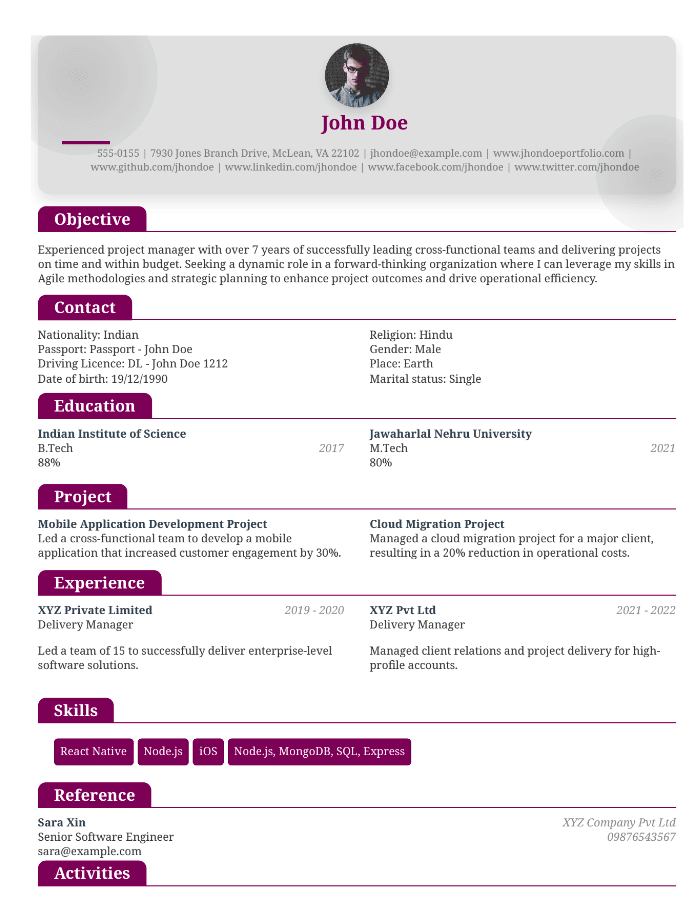 John Doe
555-0155 | 7930 Jones Branch Drive, McLean, VA 22102 | jhondoe@example.com | www.jhondoeportfolio.com |
www.github.com/jhondoe | www.linkedin.com/jhondoe | www.facebook.com/jhondoe | www.twitter.com/jhondoe
Objective
Experienced project manager with over 7 years of successfully leading cross-functional teams and delivering projects
on time and within budget. Seeking a dynamic role in a forward-thinking organization where I can leverage my skills in
Agile methodologies and strategic planning to enhance project outcomes and drive operational efficiency.
Contact
Nationality: Indian
Passport: Passport - John Doe
Driving Licence: DL - John Doe 1212
Date of birth: 19/12/1990
Religion: Hindu
Gender: Male
Place: Earth
Marital status: Single
Education
Indian Institute of Science
B.Tech 2017
88%
Jawaharlal Nehru University
M.Tech 2021
80%
Project
Mobile Application Development Project
Led a cross-functional team to develop a mobile
application that increased customer engagement by 30%.
Cloud Migration Project
Managed a cloud migration project for a major client,
resulting in a 20% reduction in operational costs.
Experience
XYZ Private Limited 2019 - 2020
Delivery Manager
Led a team of 15 to successfully deliver enterprise-level
software solutions.
XYZ Pvt Ltd 2021 - 2022
Delivery Manager
Managed client relations and project delivery for high-
profile accounts.
Skills
React Native Node.js iOS Node.js, MongoDB, SQL, Express
Reference
Sara Xin XYZ Company Pvt Ltd
Senior Software Engineer 09876543567
sara@example.com
Activities